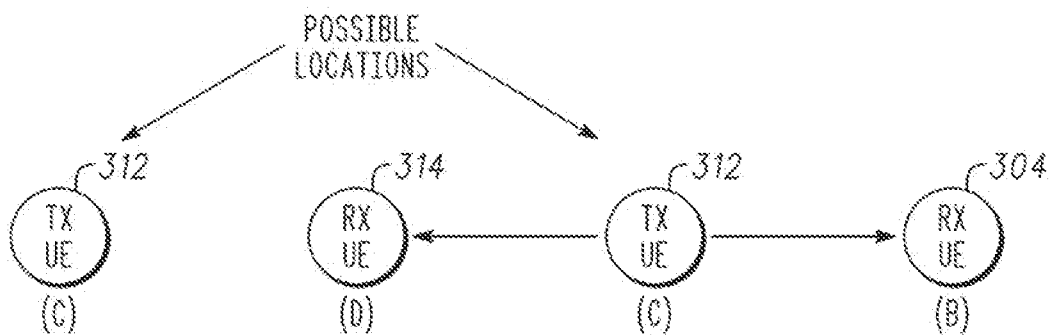 POSSIBLE
LOCATIONS
312
314
312
304
TX
UE
RX
UE
TX
UE
RX
UE
(C)
(D)
(C)
(B)